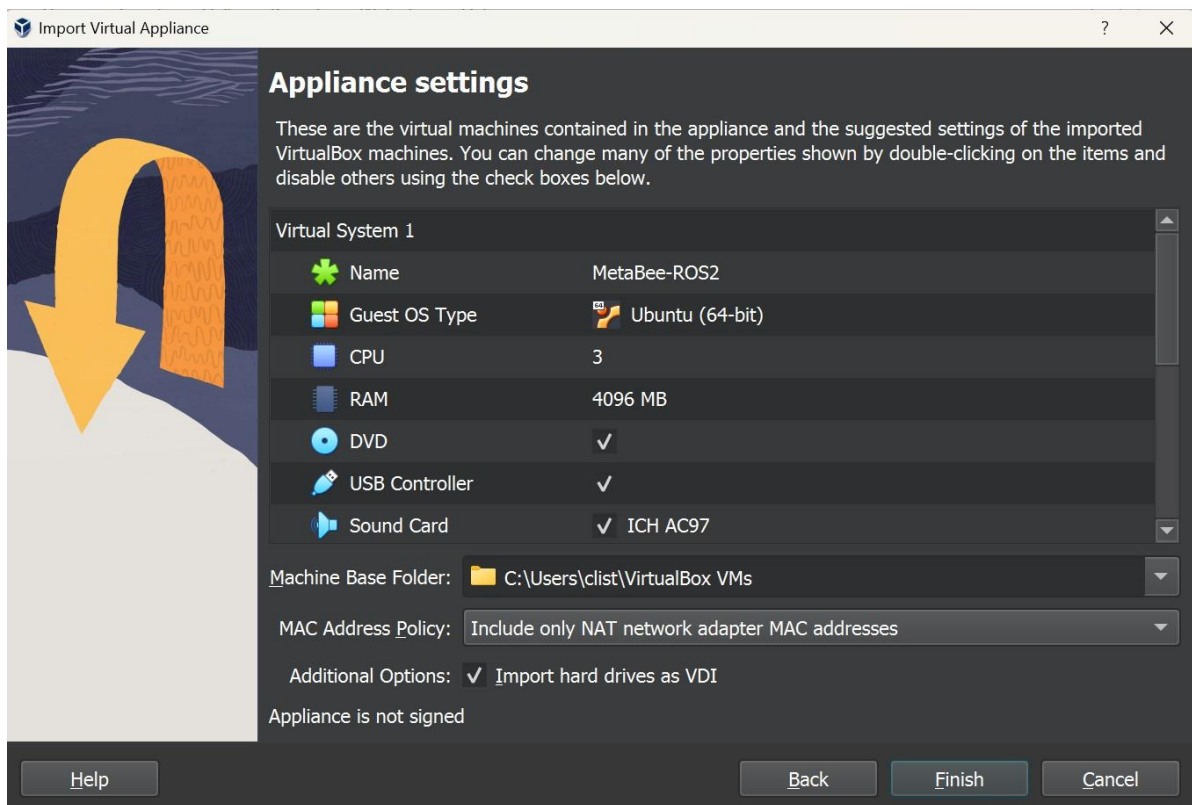 Import Virtual Appliance
?
Appliance settings
These are the virtual machines contained in the appliance and the suggested settings of the imported
VirtualBox machines. You can change many of the properties shown by double-clicking on the items and
disable others using the check boxes below.
Virtual System 1
Name MetaBee-ROS2
Guest OS Type 64 Ubuntu (64-bit)
CPU 3
RAM 4096 MB
DVD
USB Controller
Sound Card ICH AC97
Machine Base Folder: C:\Users\clist\VirtualBox VMs
MAC Address Policy: Include only NAT network adapter MAC addresses
Additional Options: Import hard drives as VDI
Appliance is not signed
Help Back Finish Cancel